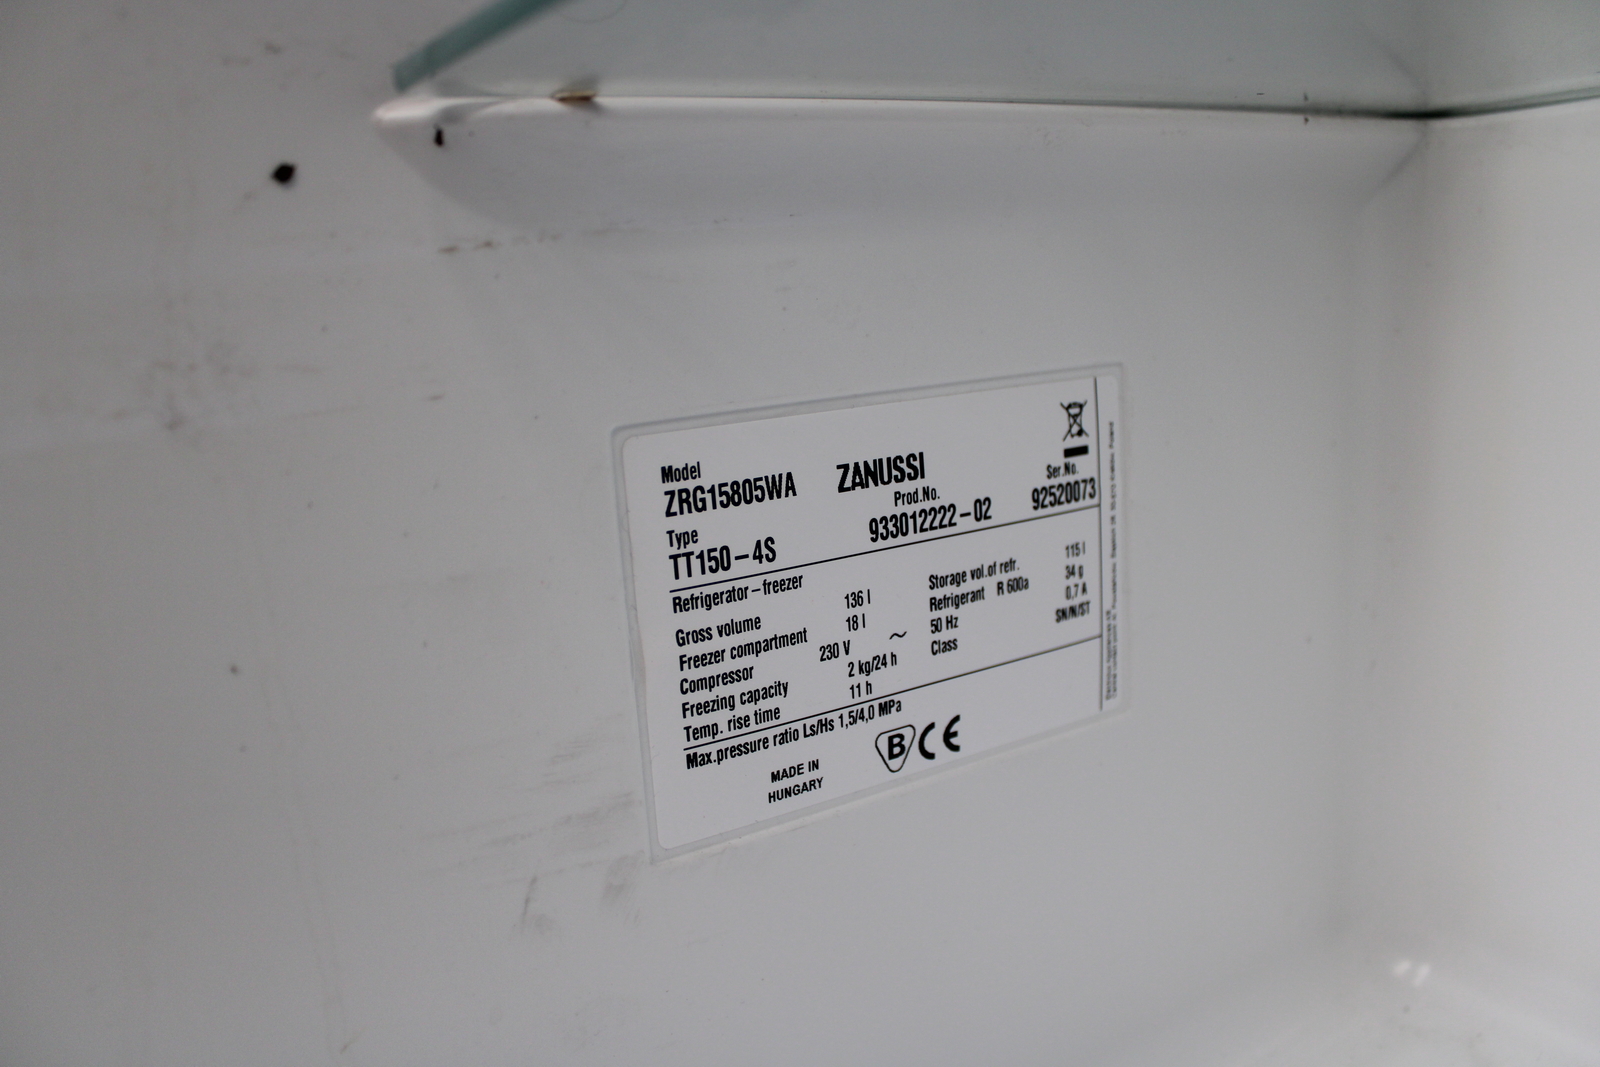 Model
ZRG15805WA ZANUSSI
Type Prod.No. Ser.No.
TT150-4S 933012222-02 92520073
Refrigerator-freezer
Gross volume 136 l Storage vol.of refr. 115 l
Freezer compartment 18 l Refrigerant R 600a 34 g
Compressor 230 V ~ 50 Hz 0,7 A
Freezing capacity 2 kg/24 h Class SN/N/ST
Temp. rise time 11 h
Max.pressure ratio Ls/Hs 1,5/4,0 MPa
MADE IN
HUNGARY
B CE